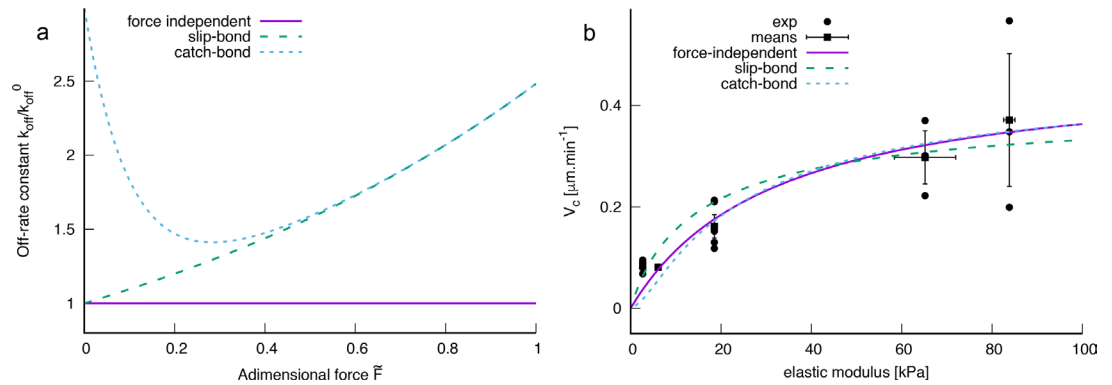 a
force independent
slip-bond
catch-bond
Off-rate constant k_off/k_off^0
2.5
2
1.5
1
0
0.2
0.4
0.6
0.8
1
Adimensional force F̃
b
exp
means
force-independent
slip-bond
catch-bond
V_c [µm.min^-1]
0.4
0.2
0
0
20
40
60
80
100
elastic modulus [kPa]